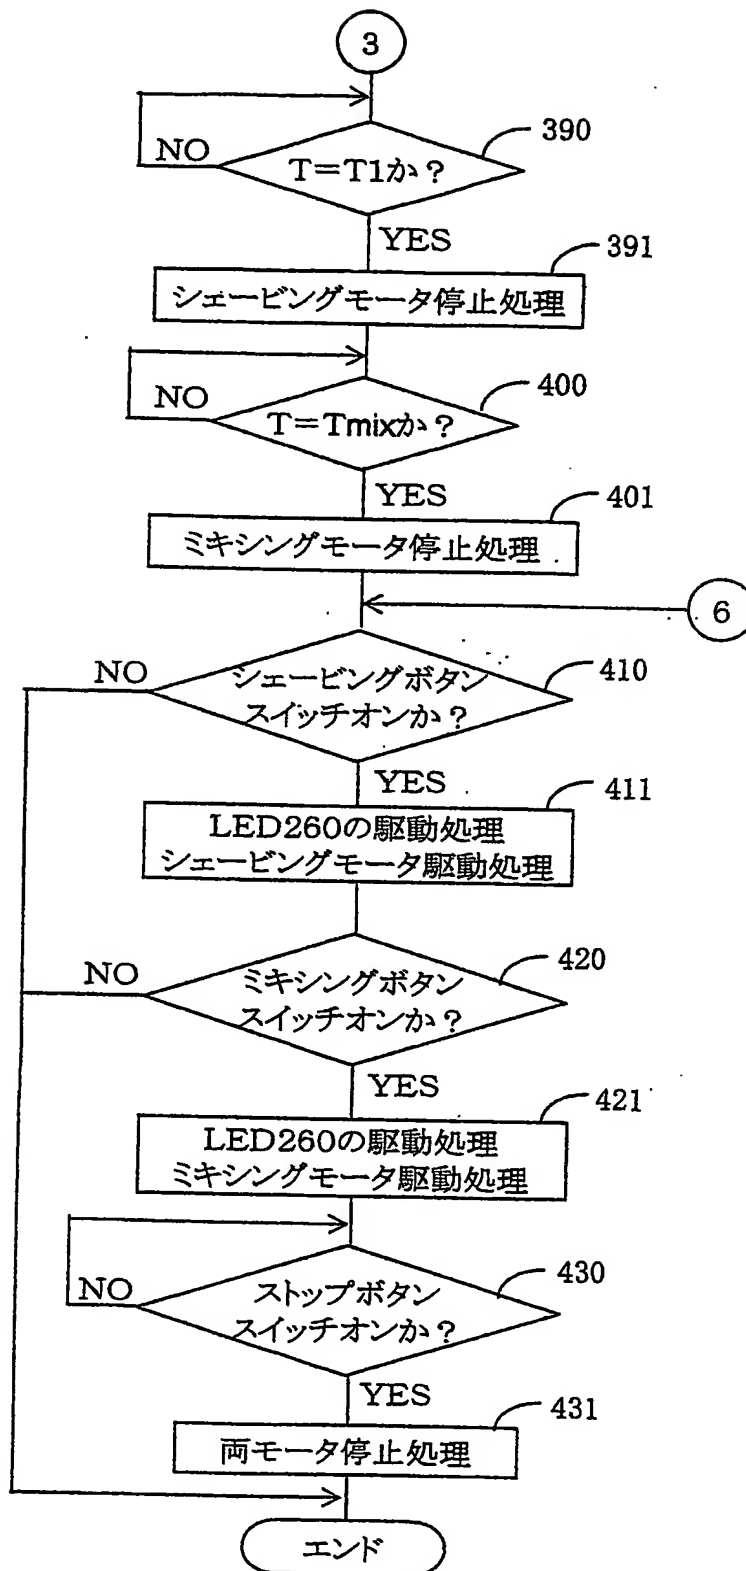 3
390
NO
T=T1か?
YES
391
シェービングモータ停止処理
400
NO
T=Tmixか?
YES
401
ミキシングモータ停止処理
6
NO
シェービングボタン
スイッチオンか?
410
YES
411
LED260の駆動処理
シェービングモータ駆動処理
NO
ミキシングボタン
スイッチオンか?
420
YES
421
LED260の駆動処理
ミキシングモータ駆動処理
NO
ストップボタン
スイッチオンか?
430
YES
431
両モータ停止処理
エンド